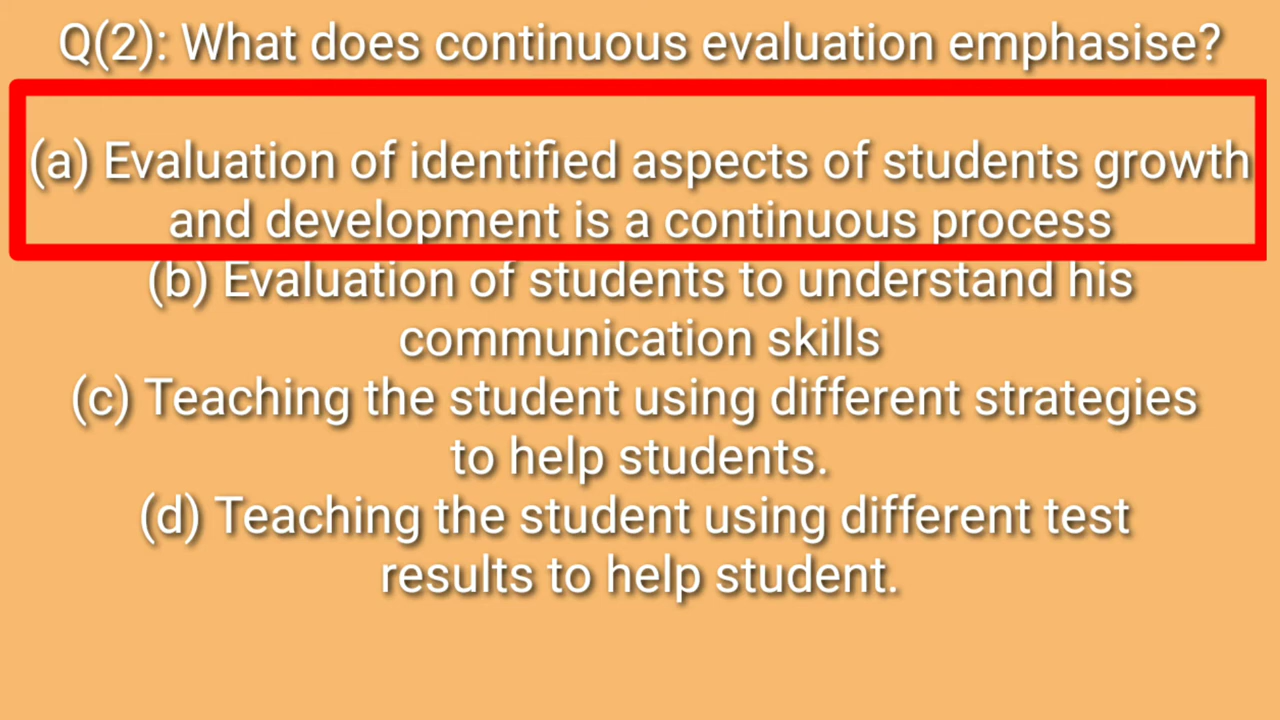 Q(2): What does continuous evaluation emphasise?
(a) Evaluation of identified aspects of students growth
and development is a continuous process
(b) Evaluation of students to understand his
communication skills
(c) Teaching the student using different strategies
to help students.
(d) Teaching the student using different test
results to help student.